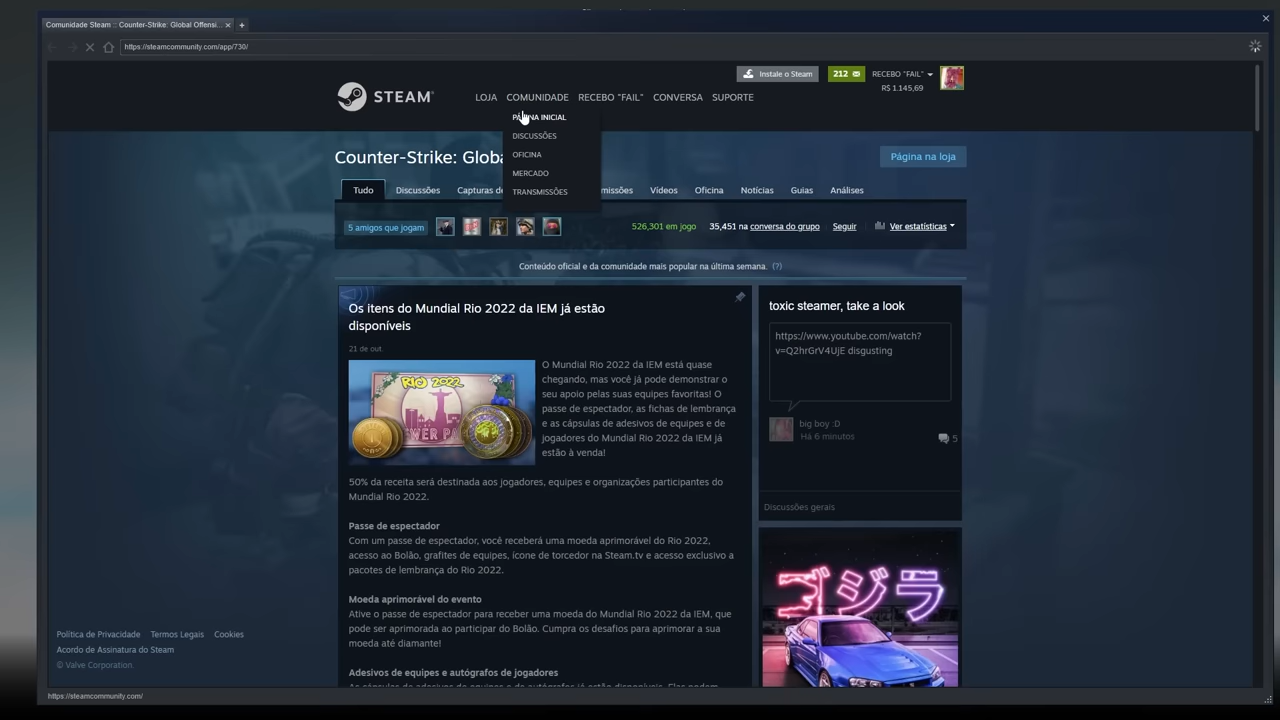 Comunidade Steam :: Counter-Strike: Global Offensi...
https://steamcommunity.com/app/730/
Instale o Steam
212
RECEBO "FAIL"
R$ 1.145,69
STEAM
LOJA
COMUNIDADE
RECEBO "FAIL"
CONVERSA
SUPORTE
PÁGINA INICIAL
DISCUSSÕES
OFICINA
MERCADO
TRANSMISSÕES
Counter-Strike: Globa
Página na loja
Tudo
Discussões
Capturas de
missões
Vídeos
Oficina
Notícias
Guias
Análises
5 amigos que jogam
526,301 em jogo
35,451 na conversa do grupo
Seguir
Ver estatísticas
Conteúdo oficial e da comunidade mais popular na última semana. (?)
Os itens do Mundial Rio 2022 da IEM já estão
disponíveis
21 de out.
RIO 2022
O Mundial Rio 2022 da IEM está quase
chegando, mas você já pode demonstrar o
seu apoio pelas suas equipes favoritas! O
passe de espectador, as fichas de lembrança
e as cápsulas de adesivos de equipes e de
jogadores do Mundial Rio 2022 da IEM já
estão à venda!
50% da receita será destinada aos jogadores, equipes e organizações participantes do
Mundial Rio 2022.
Passe de espectador
Com um passe de espectador, você receberá uma moeda aprimorável do Rio 2022,
acesso ao Bolão, grafites de equipes, ícone de torcedor na Steam.tv e acesso exclusivo a
pacotes de lembrança do Rio 2022.
Moeda aprimorável do evento
Ative o passe de espectador para receber uma moeda do Mundial Rio 2022 da IEM, que
pode ser aprimorada ao participar do Bolão. Cumpra os desafios para aprimorar a sua
moeda até diamante!
Adesivos de equipes e autógrafos de jogadores
toxic steamer, take a look
https://www.youtube.com/watch?
v=Q2hrGrV4UjE disgusting
big boy :D
Há 6 minutos
5
Discussões gerais
ゴジラ
Política de Privacidade
Termos Legais
Cookies
Acordo de Assinatura do Steam
© Valve Corporation.
https://steamcommunity.com/